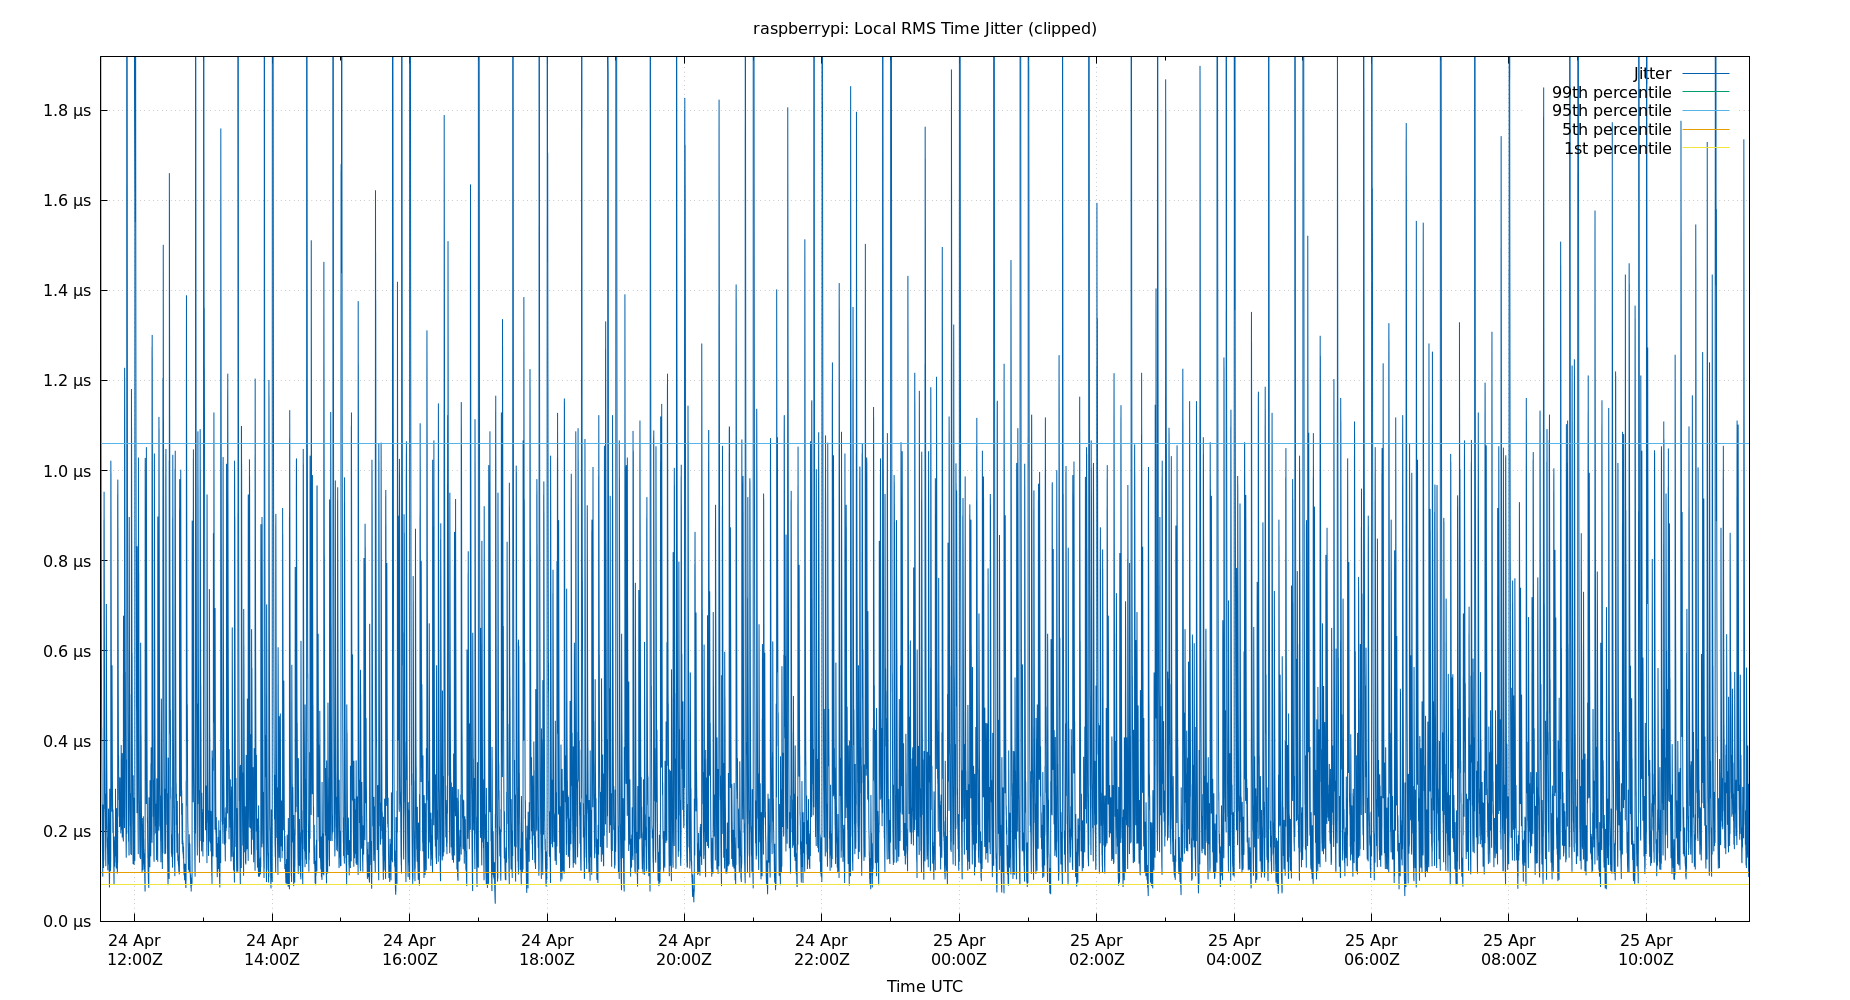 raspberrypi: Local RMS Time Jitter (clipped)
Jitter
99th percentile
95th percentile
5th percentile
1st percentile
1.8 µs
1.6 µs
1.4 µs
1.2 µs
1.0 µs
0.8 µs
0.6 µs
0.4 µs
0.2 µs
0.0 µs
24 Apr 24 Apr 24 Apr 24 Apr 24 Apr 24 Apr 25 Apr 25 Apr 25 Apr 25 Apr 25 Apr 25 Apr
12:00Z 14:00Z 16:00Z 18:00Z 20:00Z 22:00Z 00:00Z 02:00Z 04:00Z 06:00Z 08:00Z 10:00Z
Time UTC